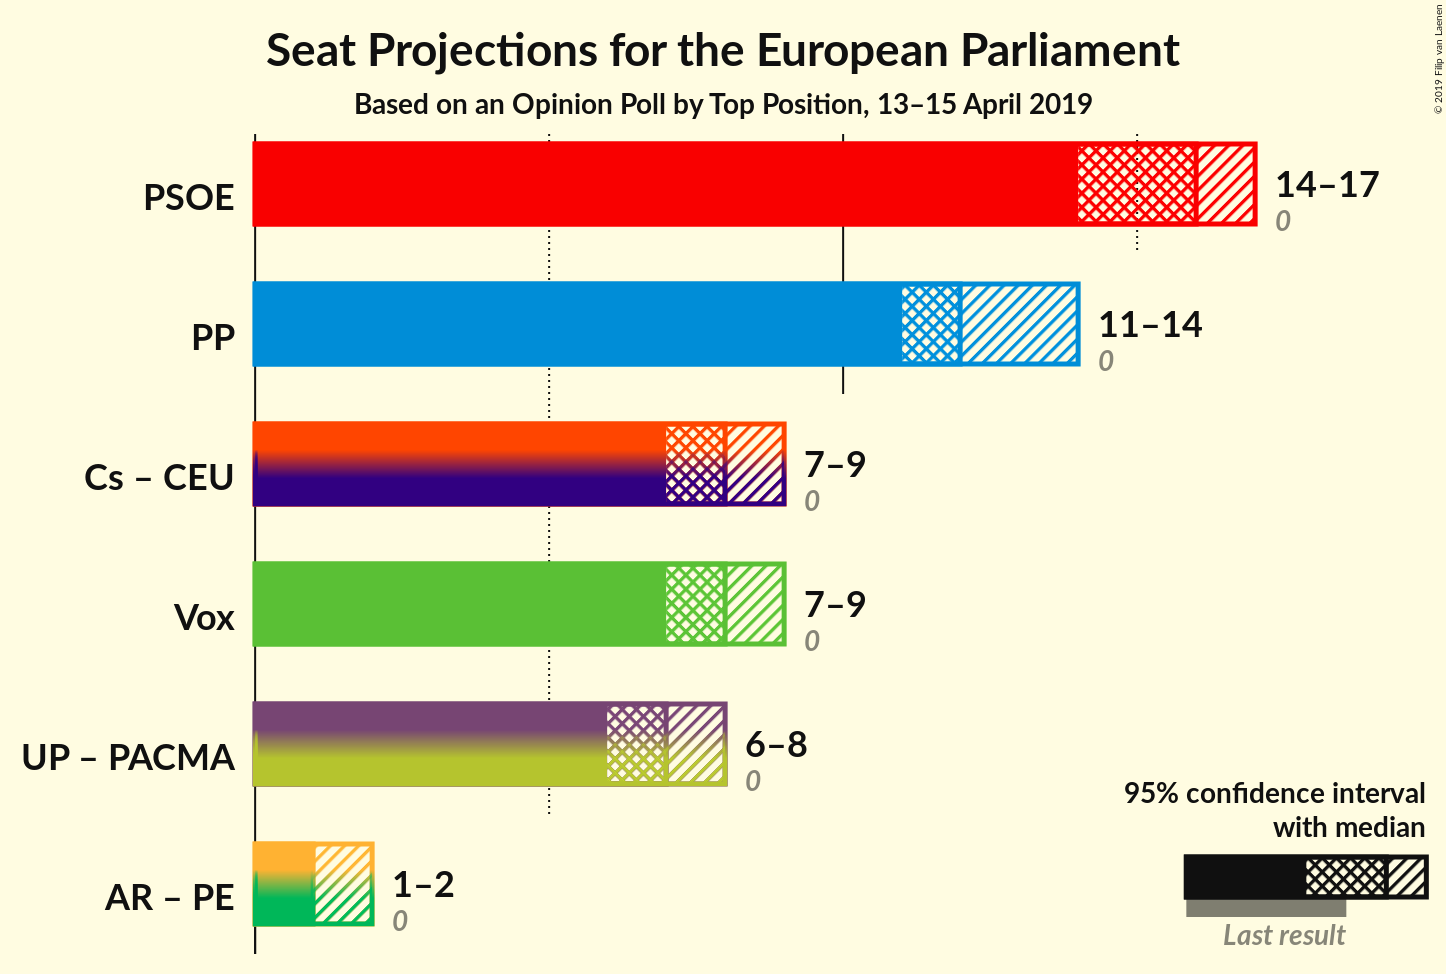 Seat Projections for the European Parliament
Based on an Opinion Poll by Top Position, 13–15 April 2019
© 2019 Filip van Laenen
PSOE
14–17
0
PP
11–14
0
Cs – CEU
7–9
0
Vox
7–9
0
UP – PACMA
6–8
0
AR – PE
1–2
0
95% confidence interval
with median
Last result